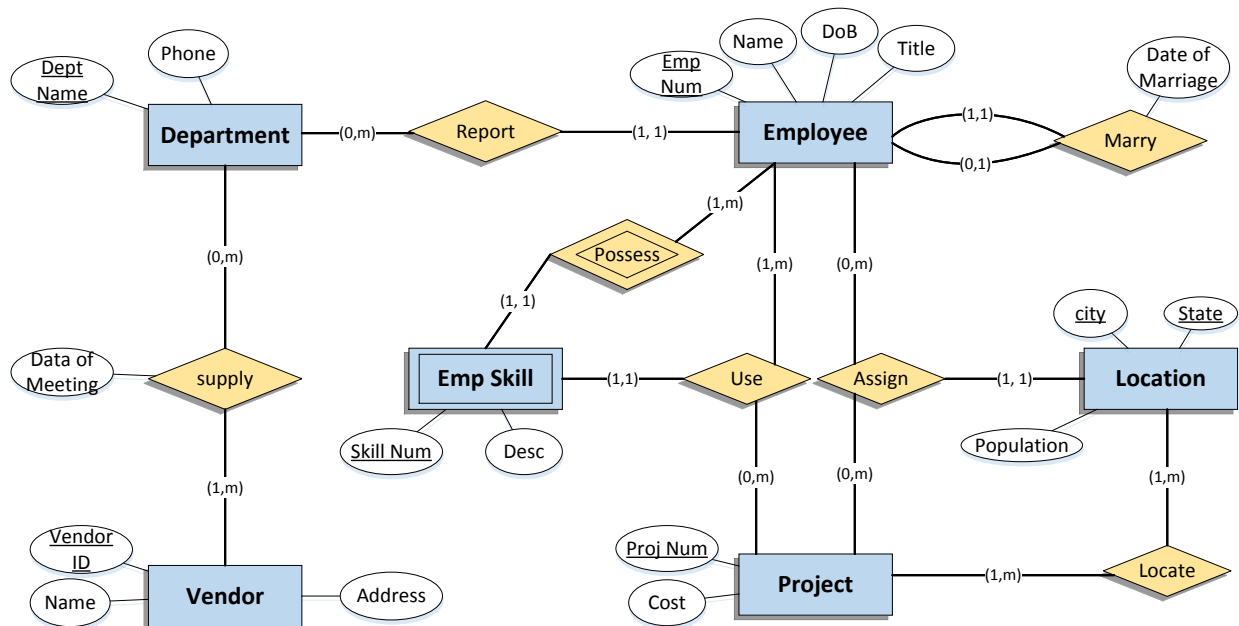 Dept
Name
Phone
Department
(0,m)
Report
(1, 1)
Emp
Num
Name
DoB
Title
Employee
(1,1)
(0,1)
Date of
Marriage
Marry
(0,m)
(1,m)
Possess
(1, 1)
(1,m)
(0,m)
Data of
Meeting
supply
Emp Skill
Skill Num
Desc
(1,1)
Use
Assign
(1, 1)
city
State
Location
Population
(1,m)
(0,m)
(0,m)
(1,m)
Vendor
ID
Name
Vendor
Address
Proj Num
Cost
Project
(1,m)
Locate